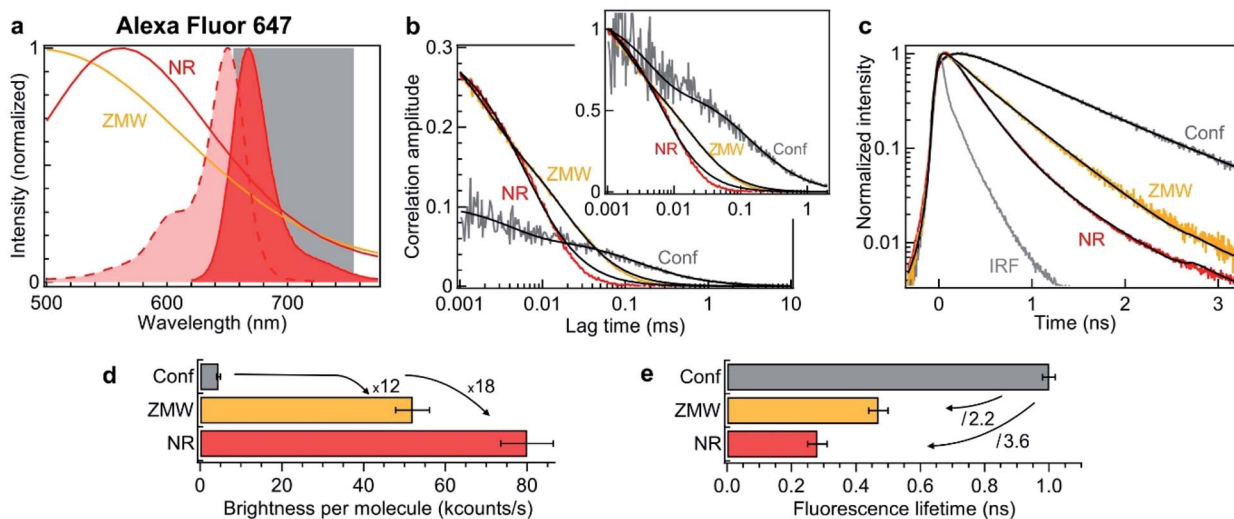 Alexa Fluor 647
a
Intensity (normalized)
1
0
NR
ZMW
500
600
700
Wavelength (nm)
b
Correlation amplitude
0.3
0.2
0.1
0.0
ZMW
NR
Conf
0.001
0.01
0.1
1
10
Lag time (ms)
1
0.5
0
Conf
ZMW
NR
0.001
0.01
0.1
1
c
Normalized intensity
1
0.1
0.01
Conf
ZMW
NR
IRF
0
1
2
3
Time (ns)
d
Conf
ZMW
NR
x12
x18
0
20
40
60
80
Brightness per molecule (kcounts/s)
e
Conf
ZMW
NR
/2.2
/3.6
0.0
0.2
0.4
0.6
0.8
1.0
Fluorescence lifetime (ns)